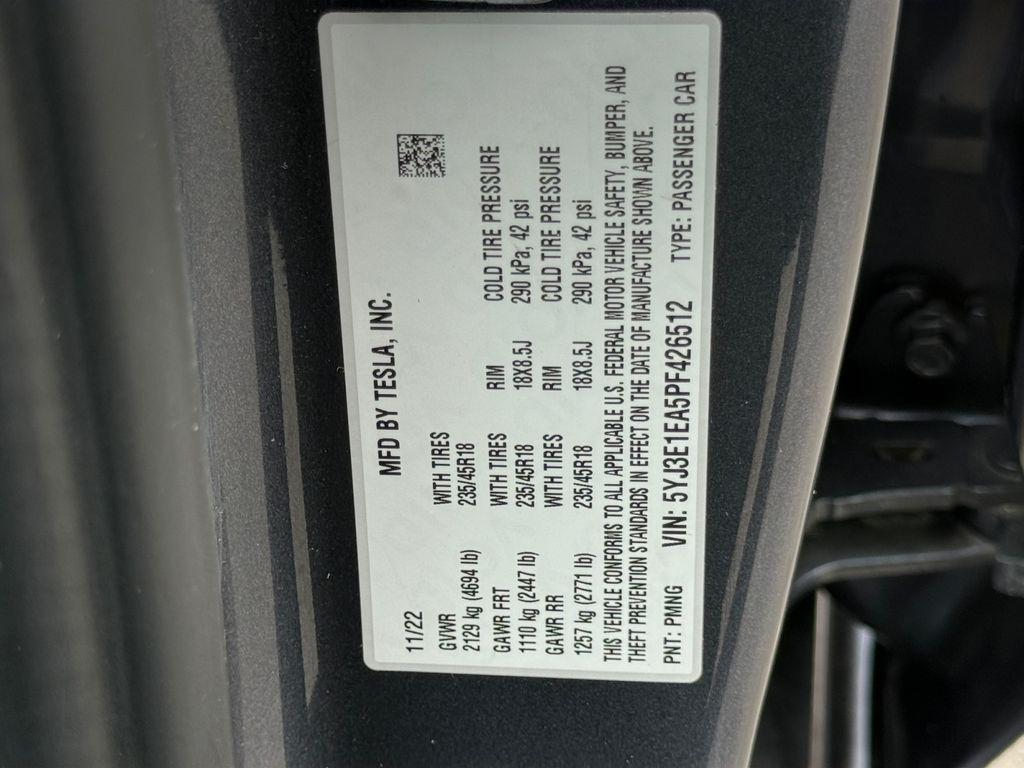 MFD BY TESLA, INC.
11/22
GVWR WITH TIRES
2129 kg (4694 lb) 235/45R18
GAWR FRT WITH TIRES RIM COLD TIRE PRESSURE
1110 kg (2447 lb) 235/45R18 18X8.5J 290 kPa, 42 psi
GAWR RR WITH TIRES RIM COLD TIRE PRESSURE
1257 kg (2771 lb) 235/45R18 18X8.5J 290 kPa, 42 psi
THIS VEHICLE CONFORMS TO ALL APPLICABLE U.S. FEDERAL MOTOR VEHICLE SAFETY, BUMPER, AND
THEFT PREVENTION STANDARDS IN EFFECT ON THE DATE OF MANUFACTURE SHOWN ABOVE.
PNT: PMNG VIN: 5YJ3E1EA5PF426512 TYPE: PASSENGER CAR